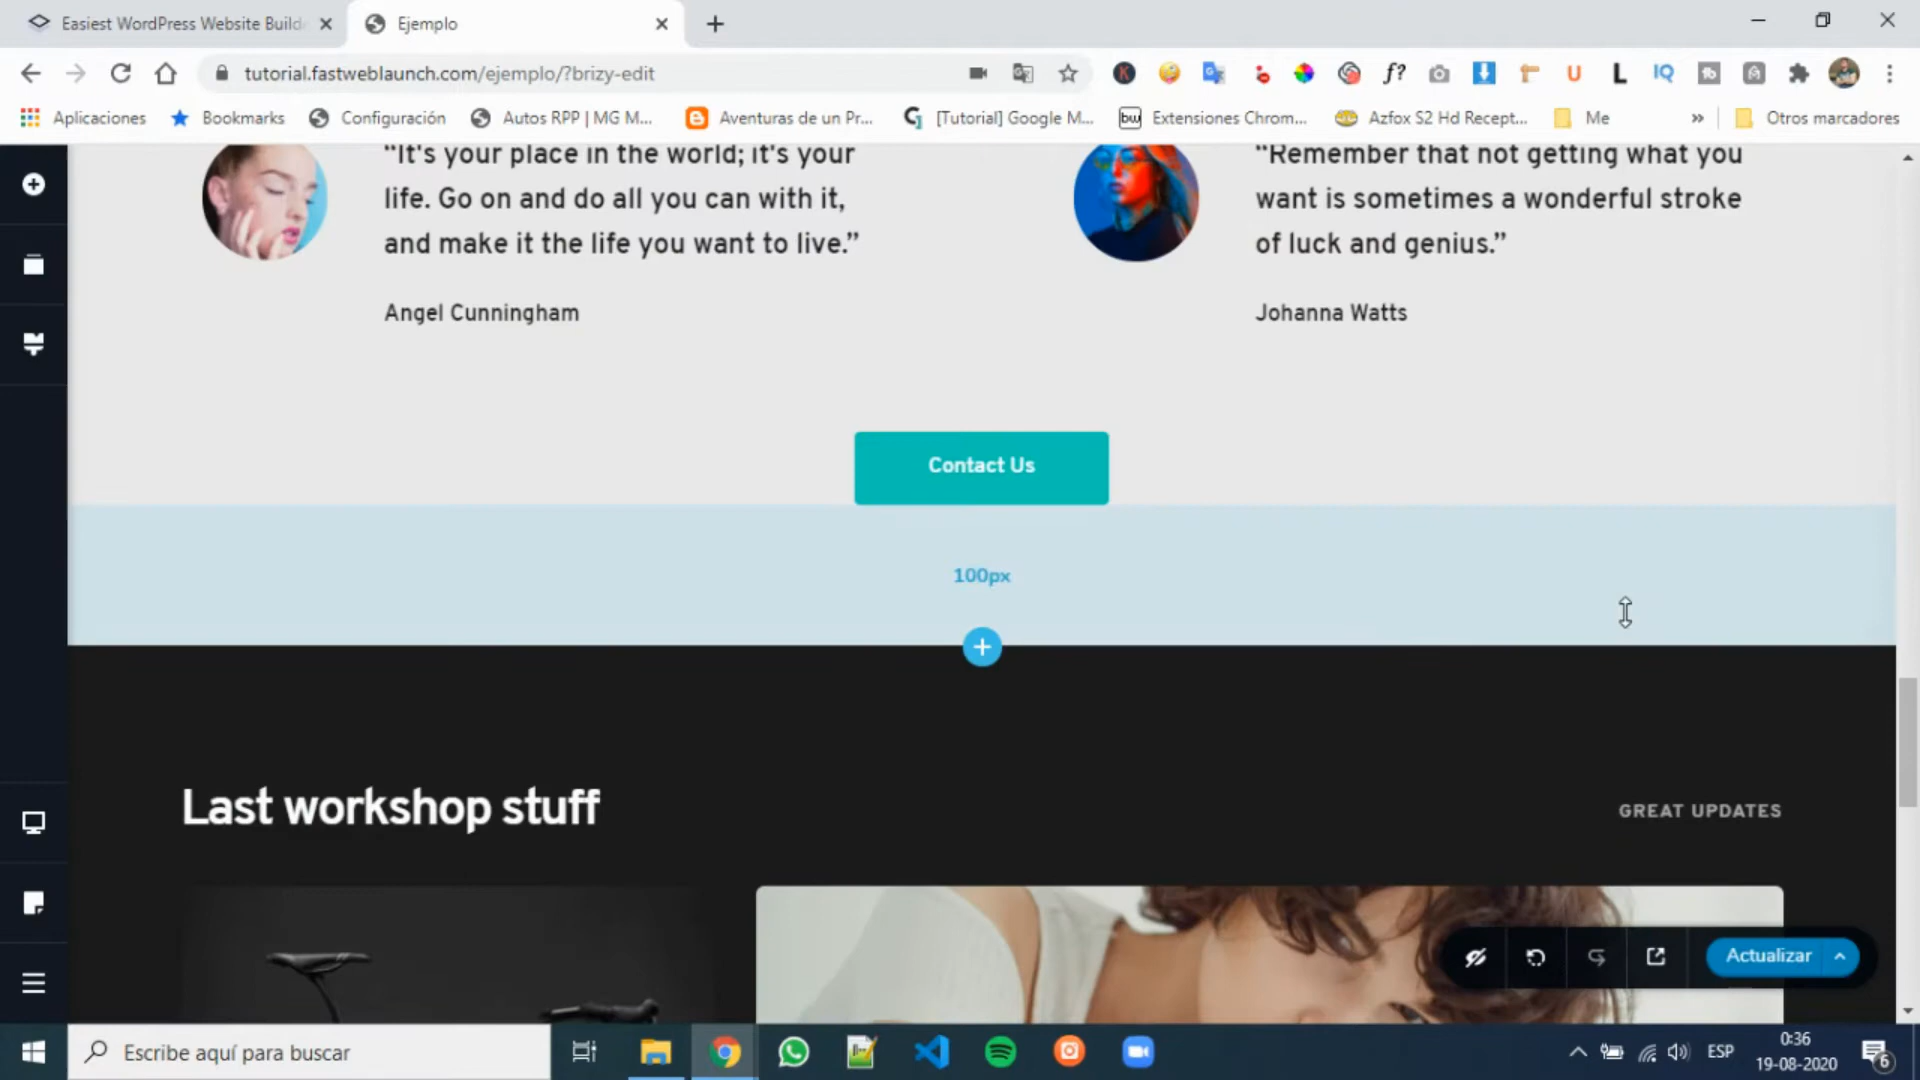 Easiest WordPress Website Builde
Ejemplo
tutorial.fastweblaunch.com/ejemplo/?brizy-edit
Aplicaciones
Bookmarks
Configuración
Autos RPP | MG M...
Aventuras de un Pr...
[Tutorial] Google M...
Extensiones Chrom...
Azfox S2 Hd Recept...
Me
Otros marcadores
“It's your place in the world; it's your
life. Go on and do all you can with it,
and make it the life you want to live.”
Angel Cunningham
“Remember that not getting what you
want is sometimes a wonderful stroke
of luck and genius.”
Johanna Watts
Contact Us
100px
Last workshop stuff
GREAT UPDATES
Actualizar
Escribe aquí para buscar
ESP
0:36
19-08-2020
6